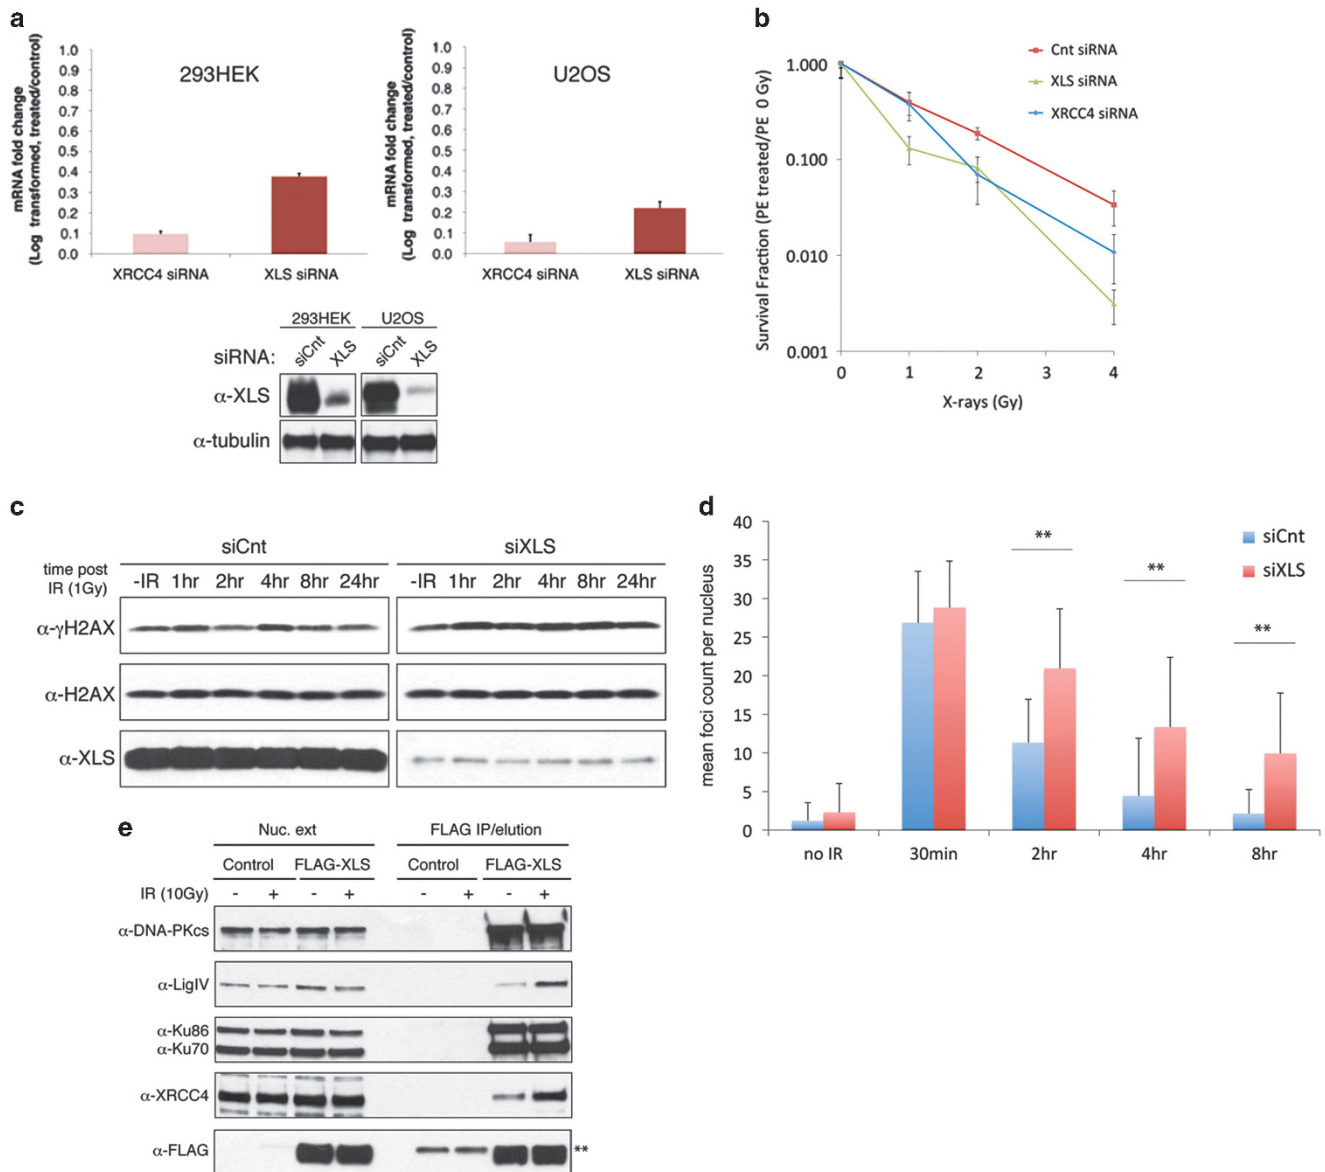 a
mRNA fold change
(Log transformed, treated/control)
1.0
0.9
0.8
0.7
0.6
0.5
0.4
0.3
0.2
0.1
0.0
293HEK
XRCC4 siRNA
XLS siRNA
mRNA fold change
(Log transformed, treated/control)
1.0
0.9
0.8
0.7
0.6
0.5
0.4
0.3
0.2
0.1
0.0
U2OS
XRCC4 siRNA
XLS siRNA
293HEK
U2OS
siRNA:
siCnt
XLS
siCnt
XLS
α-XLS
α-tubulin
b
Survival Fraction (PE treated/PE 0 Gy)
1.000
0.100
0.010
0.001
0
1
2
3
4
X-rays (Gy)
Cnt siRNA
XLS siRNA
XRCC4 siRNA
c
siCnt
siXLS
time post
IR (1Gy)
-IR 1hr 2hr 4hr 8hr 24hr
-IR 1hr 2hr 4hr 8hr 24hr
α-γH2AX
α-H2AX
α-XLS
d
mean foci count per nucleus
40
35
30
25
20
15
10
5
0
**
**
**
siCnt
siXLS
no IR
30min
2hr
4hr
8hr
e
Nuc. ext
FLAG IP/elution
Control
FLAG-XLS
Control
FLAG-XLS
IR (10Gy)
- + - +
- + - +
α-DNA-PKcs
α-LigIV
α-Ku86
α-Ku70
α-XRCC4
α-FLAG
**